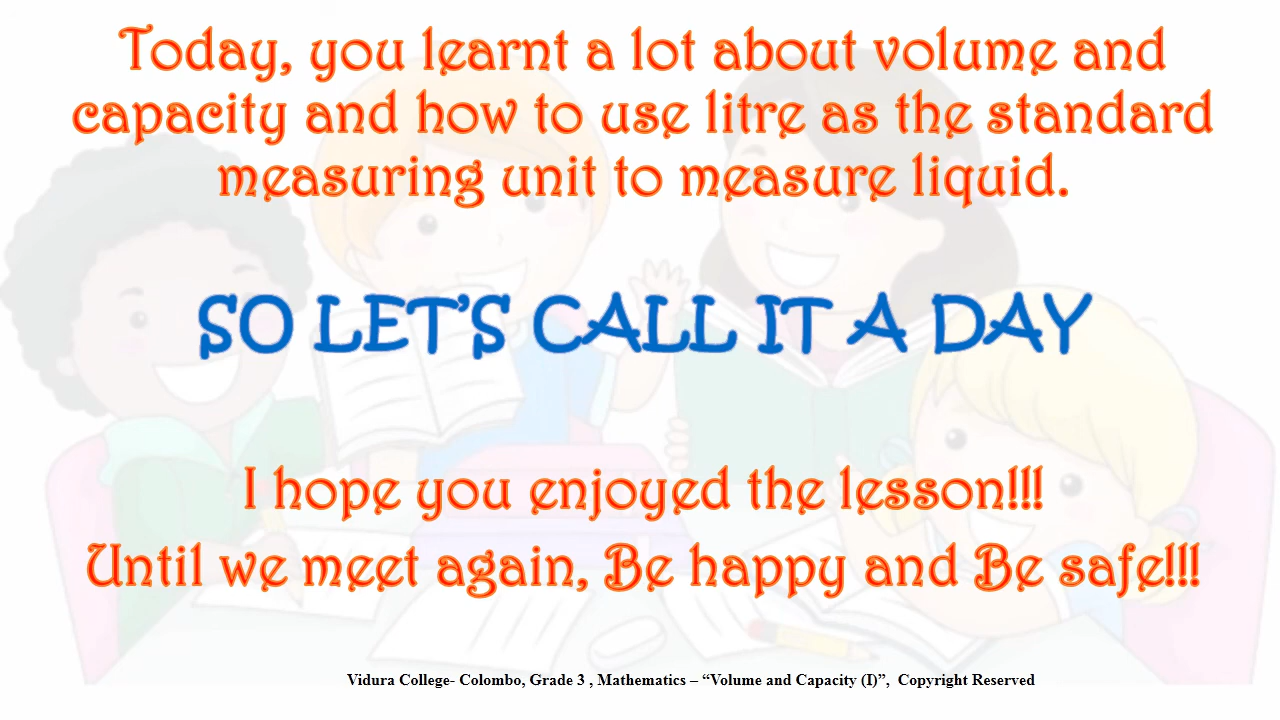 Today, you learnt a lot about volume and
capacity and how to use litre as the standard
measuring unit to measure liquid.
SO LET'S CALL IT A DAY
I hope you enjoyed the lesson!!!
Until we meet again, Be happy and Be safe!!!
Vidura College- Colombo, Grade 3 , Mathematics – “Volume and Capacity (I)”, Copyright Reserved